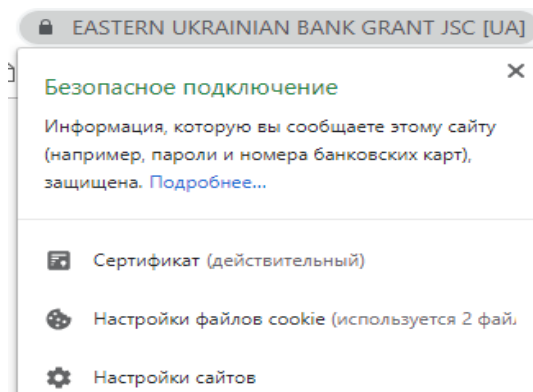 EASTERN UKRAINIAN BANK GRANT JSC [UA]
Безопасное подключение
Информация, которую вы сообщаете этому сайту
(например, пароли и номера банковских карт),
защищена. Подробнее...
Сертификат (действительный)
Настройки файлов cookie (используется 2 файл
Настройки сайтов